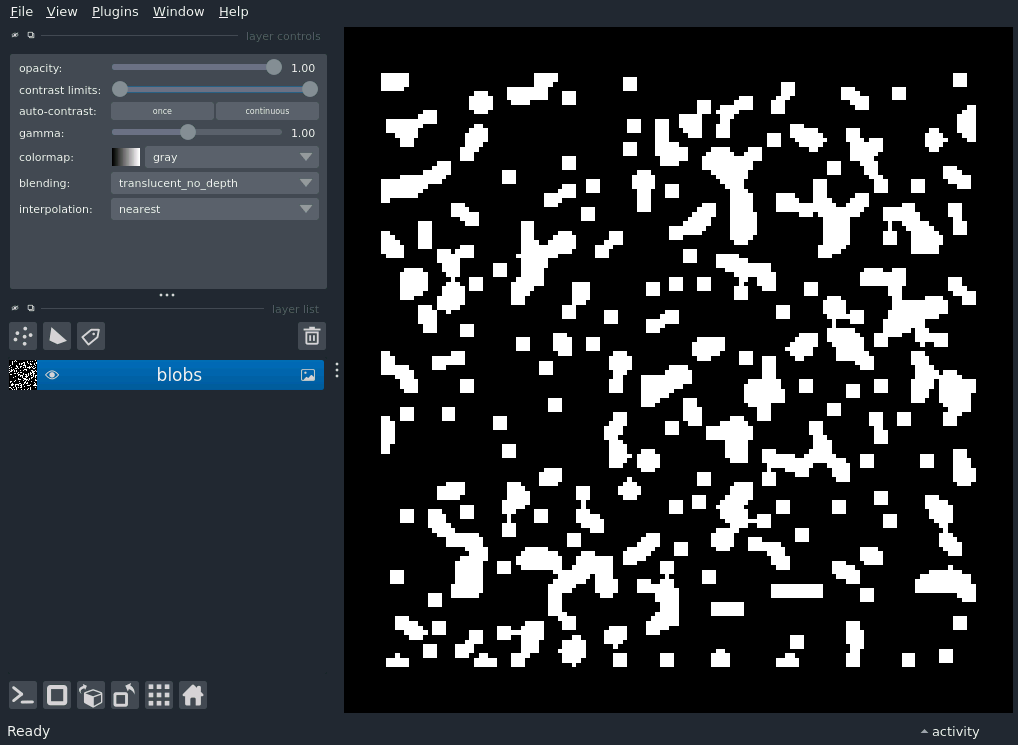 File View Plugins Window Help
layer controls
opacity: 1.00
contrast limits:
auto-contrast: once continuous
gamma: 1.00
colormap: gray
blending: translucent_no_depth
interpolation: nearest
layer list
blobs
Ready activity